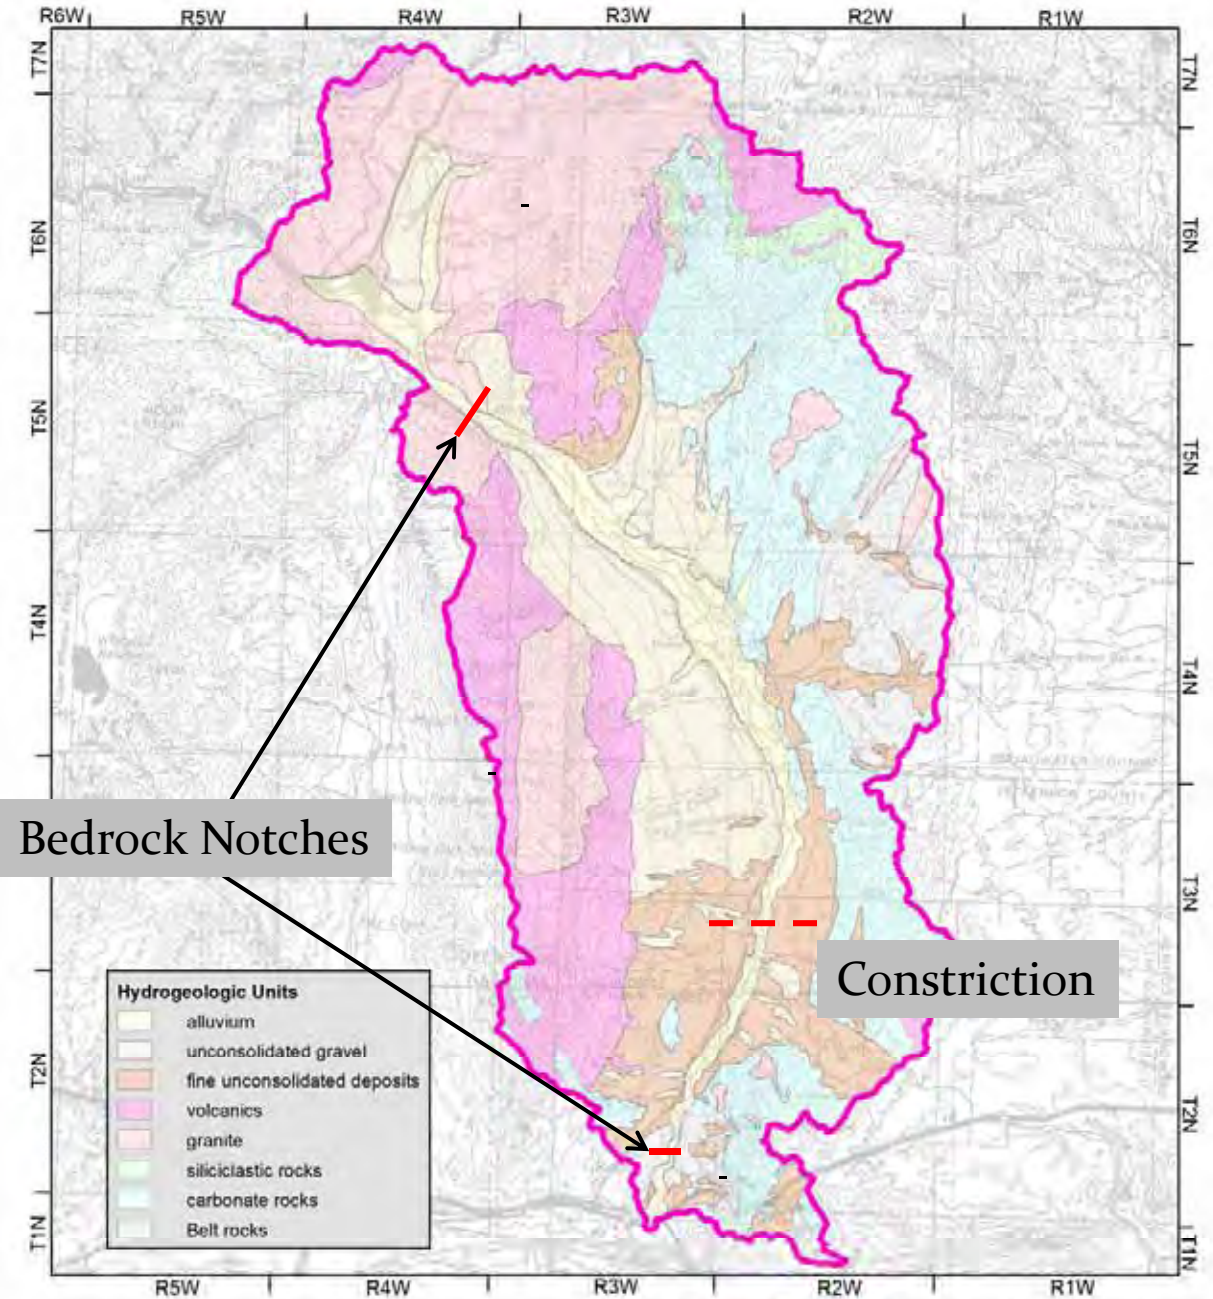 R6W R5W R4W R3W R2W R1W
T7N
T7N
T6N
T6N
T5N
T5N
T4N
T4N
Bedrock Notches
T3N
Constriction
Hydrogeologic Units
alluvium
unconsolidated gravel
fine unconsolidated deposits
volcanics
granite
siliciclastic rocks
carbonate rocks
Belt rocks
T2N
T2N
T1N
T1N
R5W R4W R3W R2W R1W